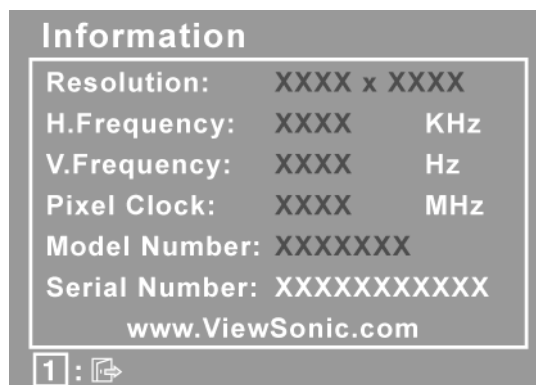 Information
Resolution: XXXX x XXXX
H.Frequency: XXXX KHz
V.Frequency: XXXX Hz
Pixel Clock: XXXX MHz
Model Number: XXXXXXX
Serial Number: XXXXXXXXXXX
www.ViewSonic.com
1 :